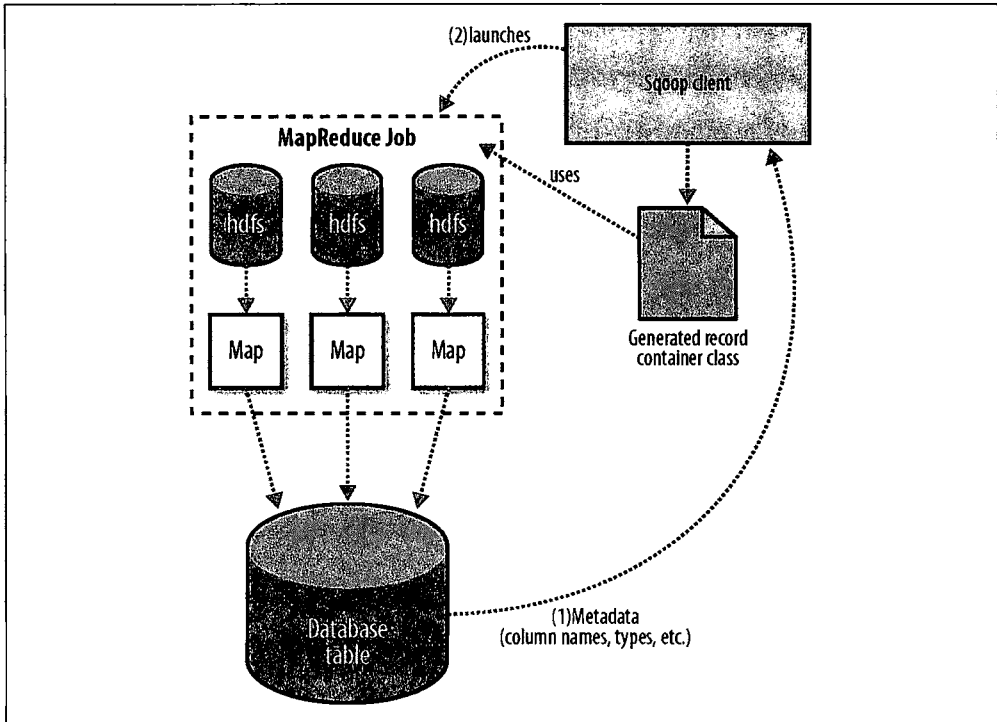 (2)launches
Sqoop client
MapReduce Job
uses
hdfs
hdfs
hdfs
Map
Map
Map
Generated record
container class
(1)Metadata
(column names, types, etc.)
Database
table